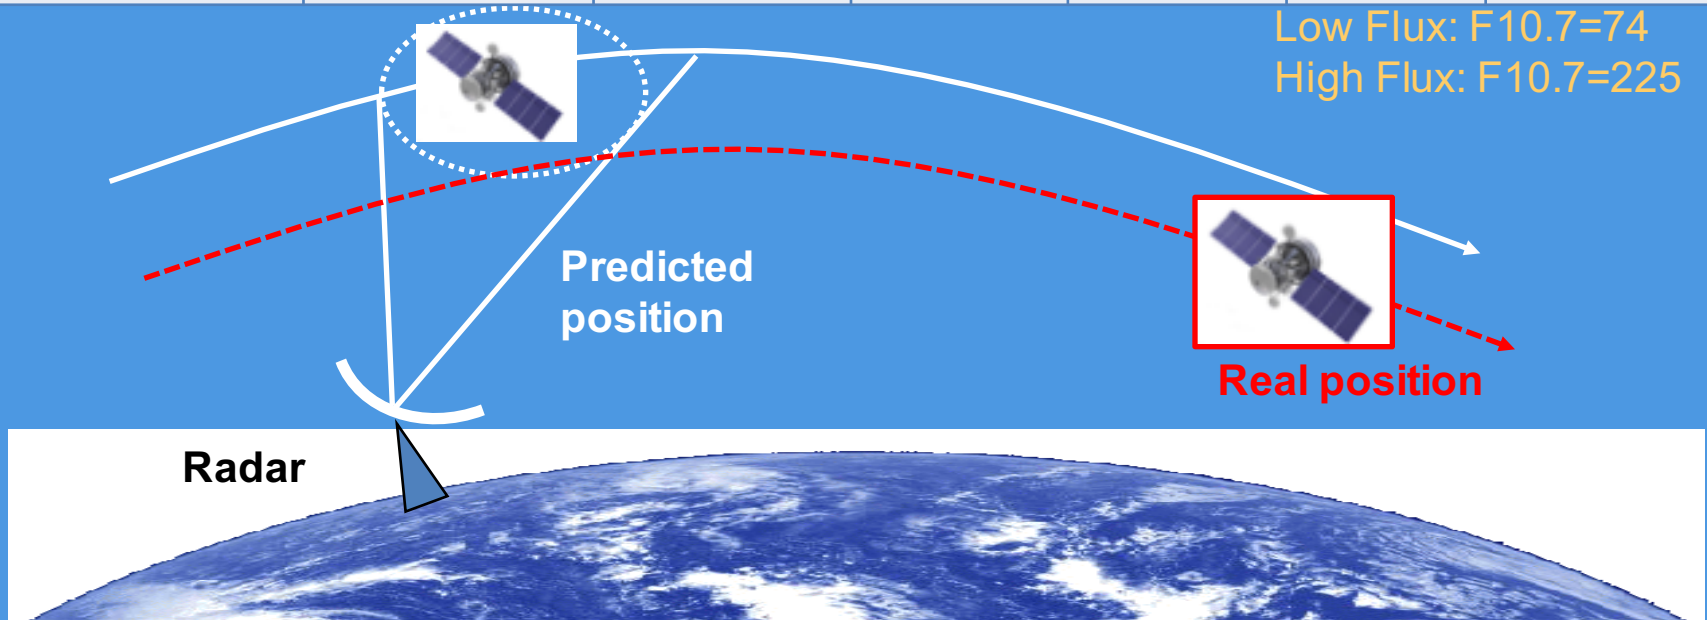 Low Flux: F10.7=74
High Flux: F10.7=225
Predicted
position
Real position
Radar